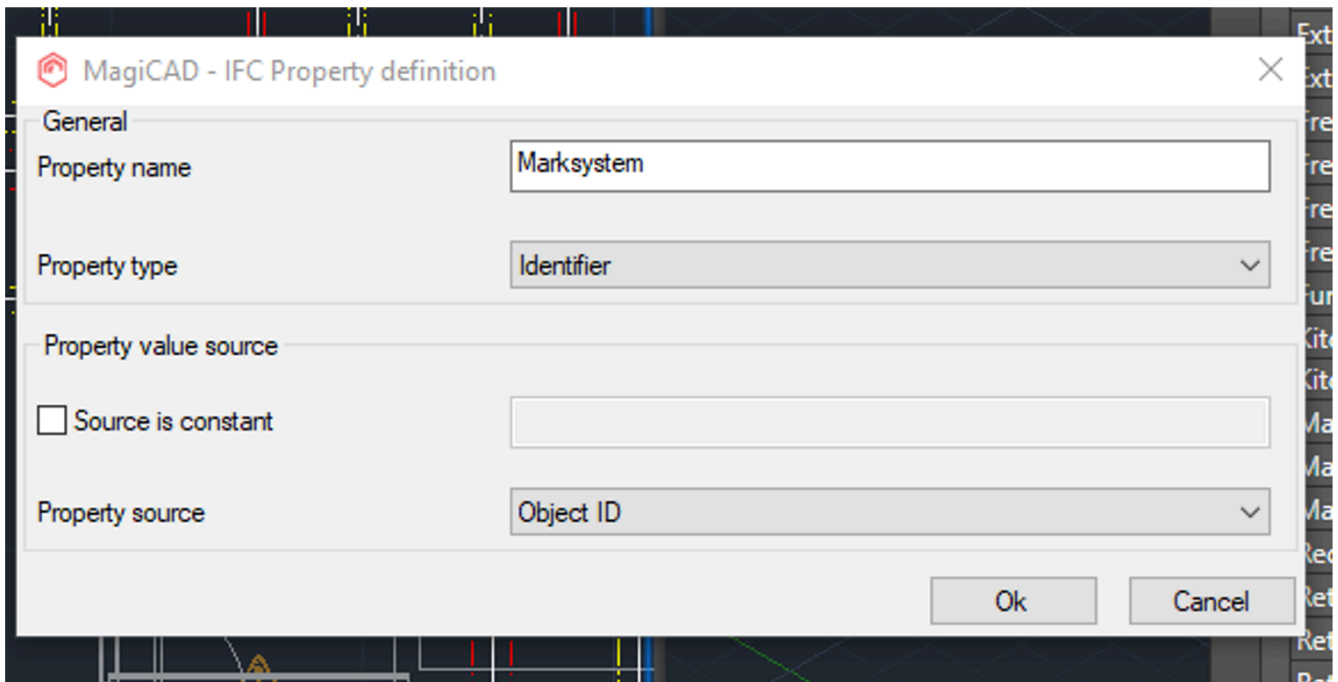 MagiCAD - IFC Property definition
General
Property name
Marksystem
Property type
Identifier
Property value source
Source is constant
Property source
Object ID
Ok
Cancel